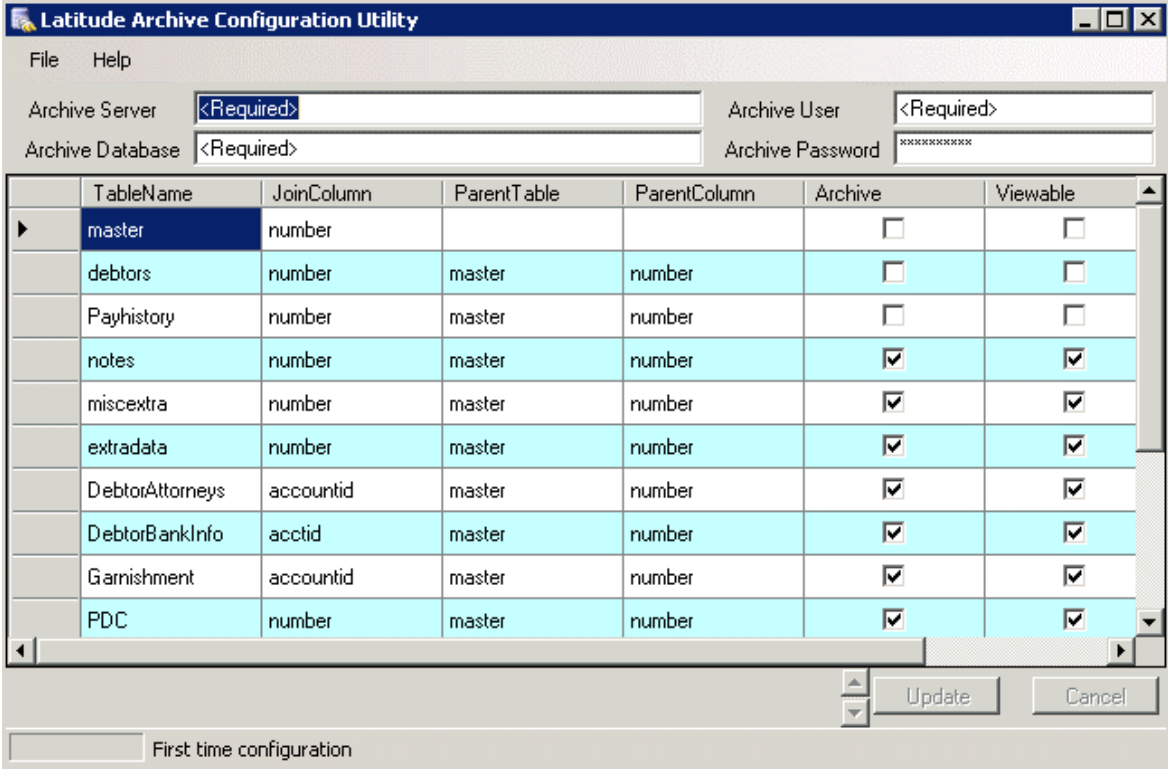 Latitude Archive Configuration Utility
File Help
Archive Server <Required> Archive User <Required>
Archive Database <Required> Archive Password **********
TableName JoinColumn ParentTable ParentColumn Archive Viewable
master number
debtors number master number
Payhistory number master number
notes number master number
miscextra number master number
extradata number master number
DebtorAttorneys accountid master number
DebtorBankInfo acctid master number
Garnishment accountid master number
PDC number master number
Update Cancel
First time configuration